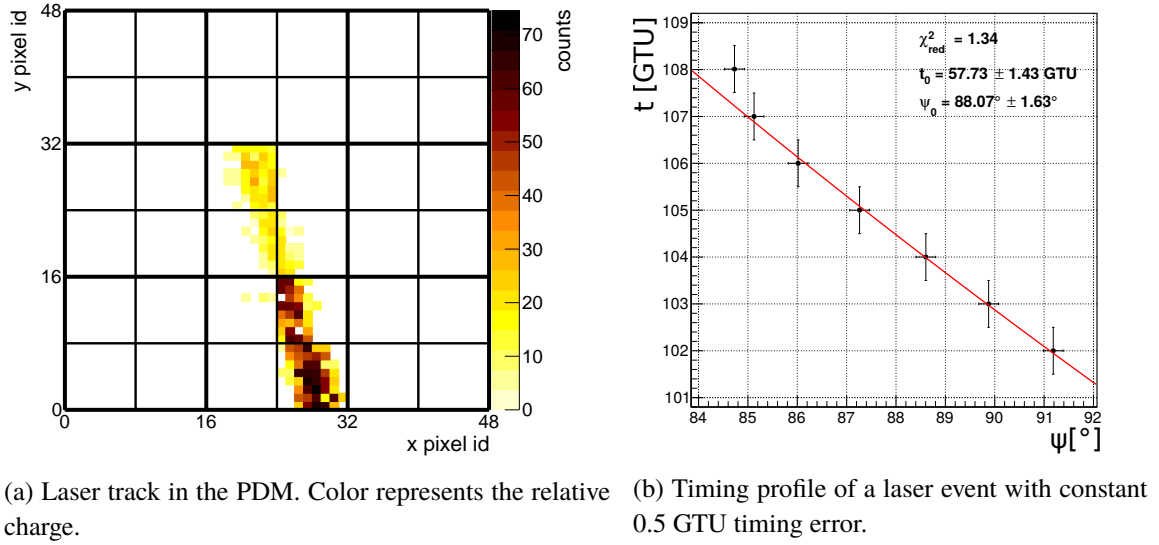 y pixel id
48
32
16
0
0
16
32
48
x pixel id
counts
70
60
50
40
30
20
10
0
t [GTU]
109
108
107
106
105
104
103
102
101
84
85
86
87
88
89
90
91
92
ψ[°]
χ²red = 1.34
t₀ = 57.73 ± 1.43 GTU
ψ₀ = 88.07° ± 1.63°
(a) Laser track in the PDM. Color represents the relative
charge.
(b) Timing profile of a laser event with constant
0.5 GTU timing error.